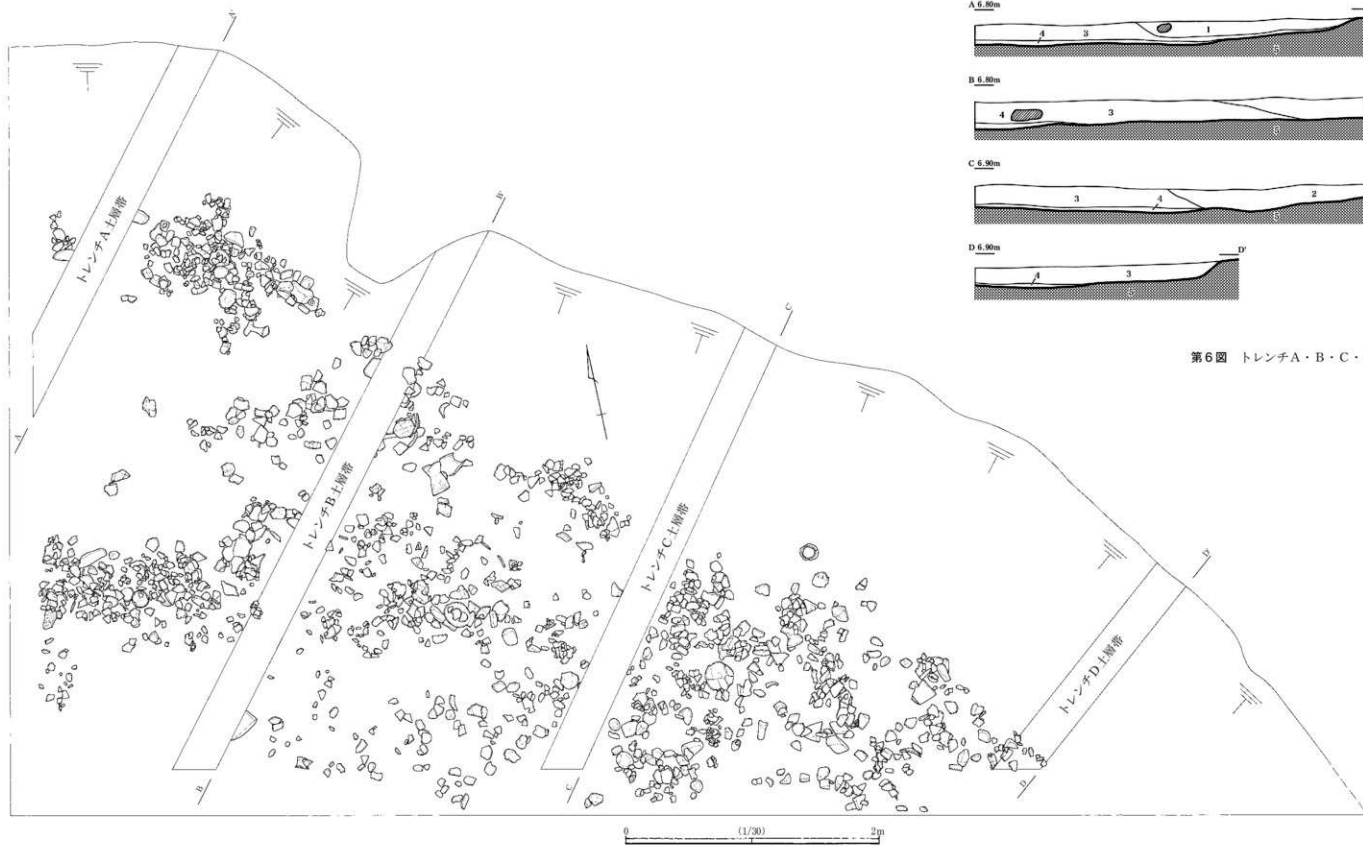 A 6.80m
4
3
1
5
B 6.80m
4
3
5
C 6.90m
3
4
2
5
D 6.90m
D'
4
3
5
第6図 トレンチA・B・C・
A'
トレンチA土層帯
A
B'
トレンチB土層帯
B
C'
トレンチC土層帯
C
D'
トレンチD土層帯
D
0 (1/30) 2m